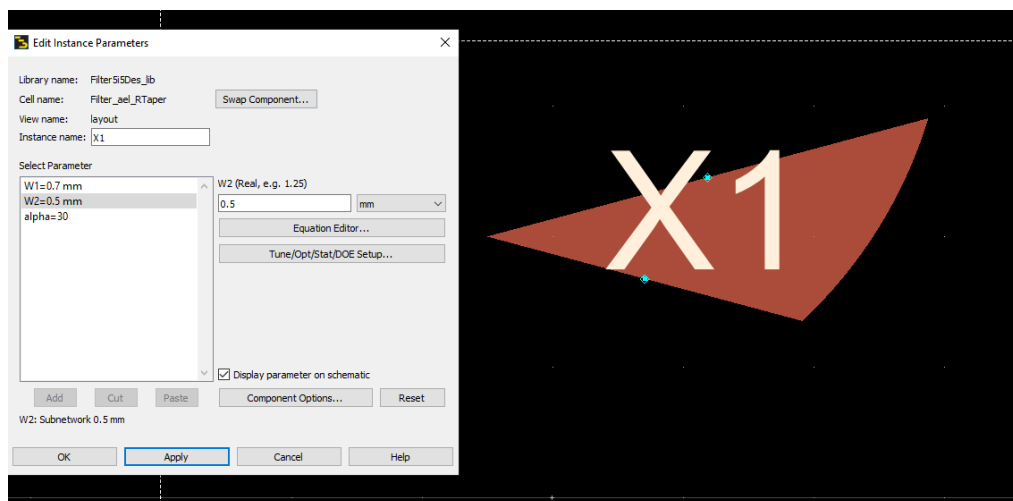 Edit Instance Parameters
Library name: Filter5i5Des_lib
Cell name: Filter_ael_RTaper Swap Component...
View name: layout
Instance name: X1
Select Parameter
W1=0.7 mm
W2=0.5 mm
alpha=30
W2 (Real, e.g. 1.25)
0.5 mm
Equation Editor...
Tune/Opt/Stat/DOE Setup...
Display parameter on schematic
Add Cut Paste Component Options... Reset
W2: Subnetwork 0.5 mm
OK Apply Cancel Help
X1